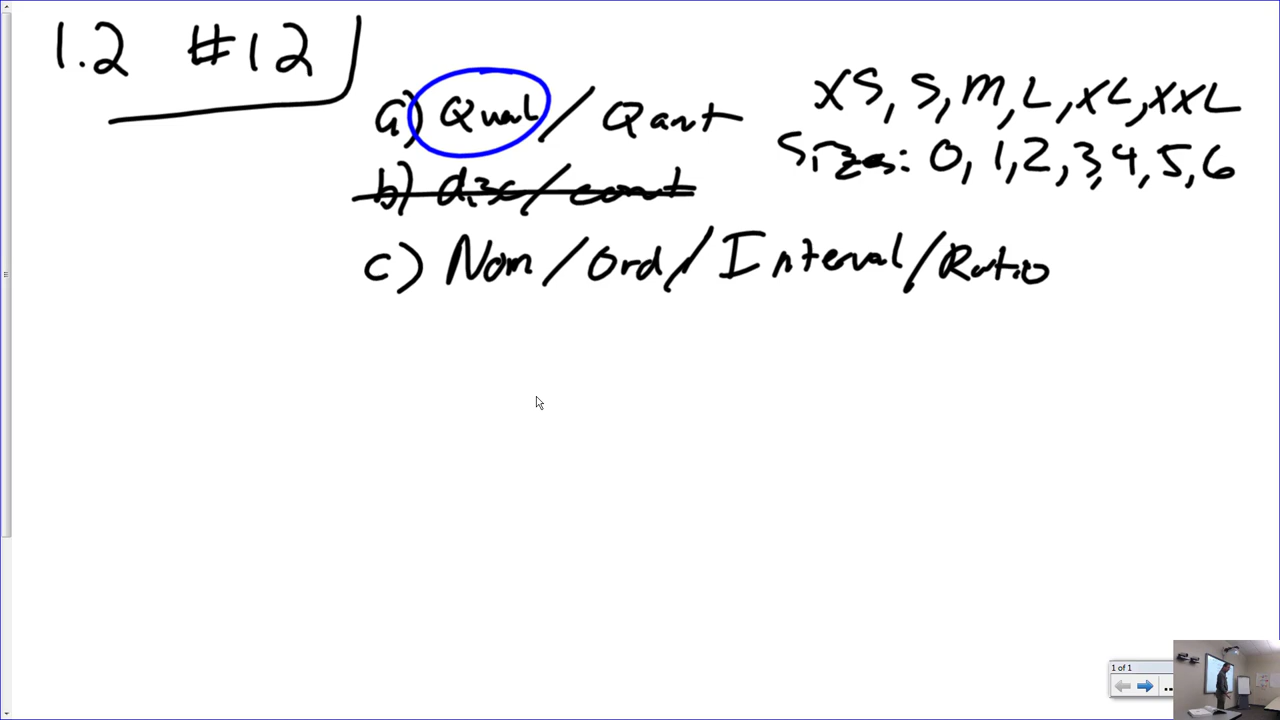 1.2 #12
a) Qual / Qant
XS, S, M, L, XL, XXL
b) disc / cont
Sizes: 0, 1, 2, 3, 4, 5, 6
c) Nom / Ord / Interval / Ratio
1 of 1